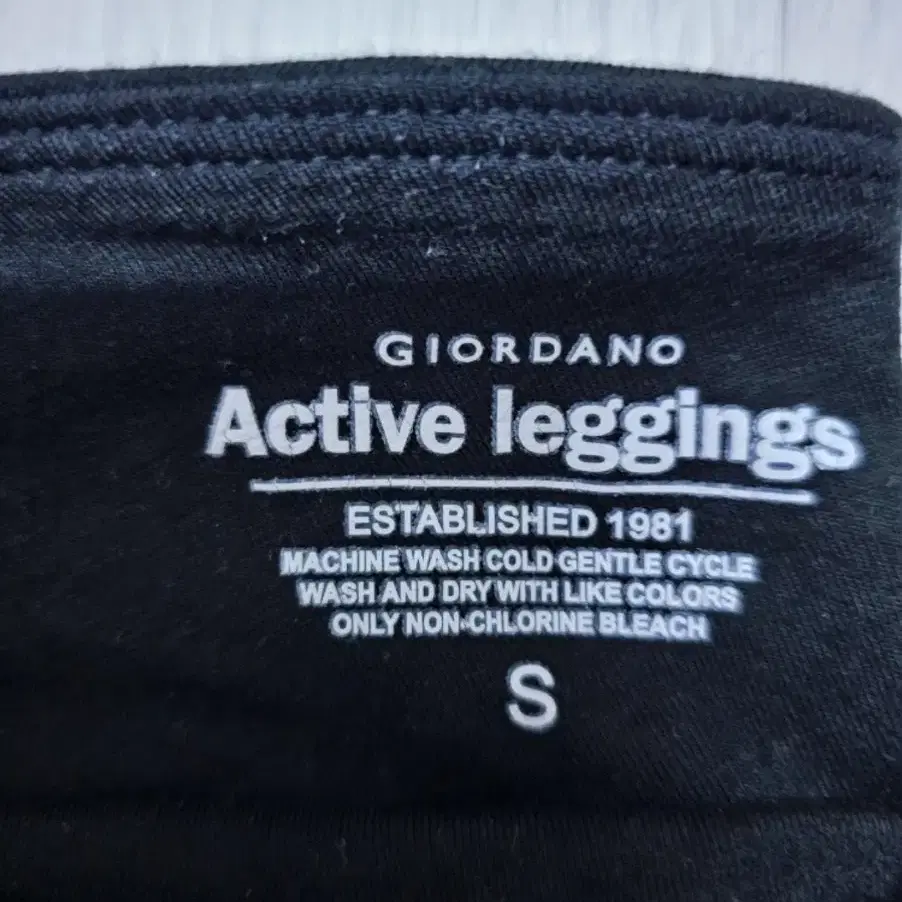 GIORDANO
Active leggings
ESTABLISHED 1981
MACHINE WASH COLD GENTLE CYCLE
WASH AND DRY WITH LIKE COLORS
ONLY NON-CHLORINE BLEACH
S